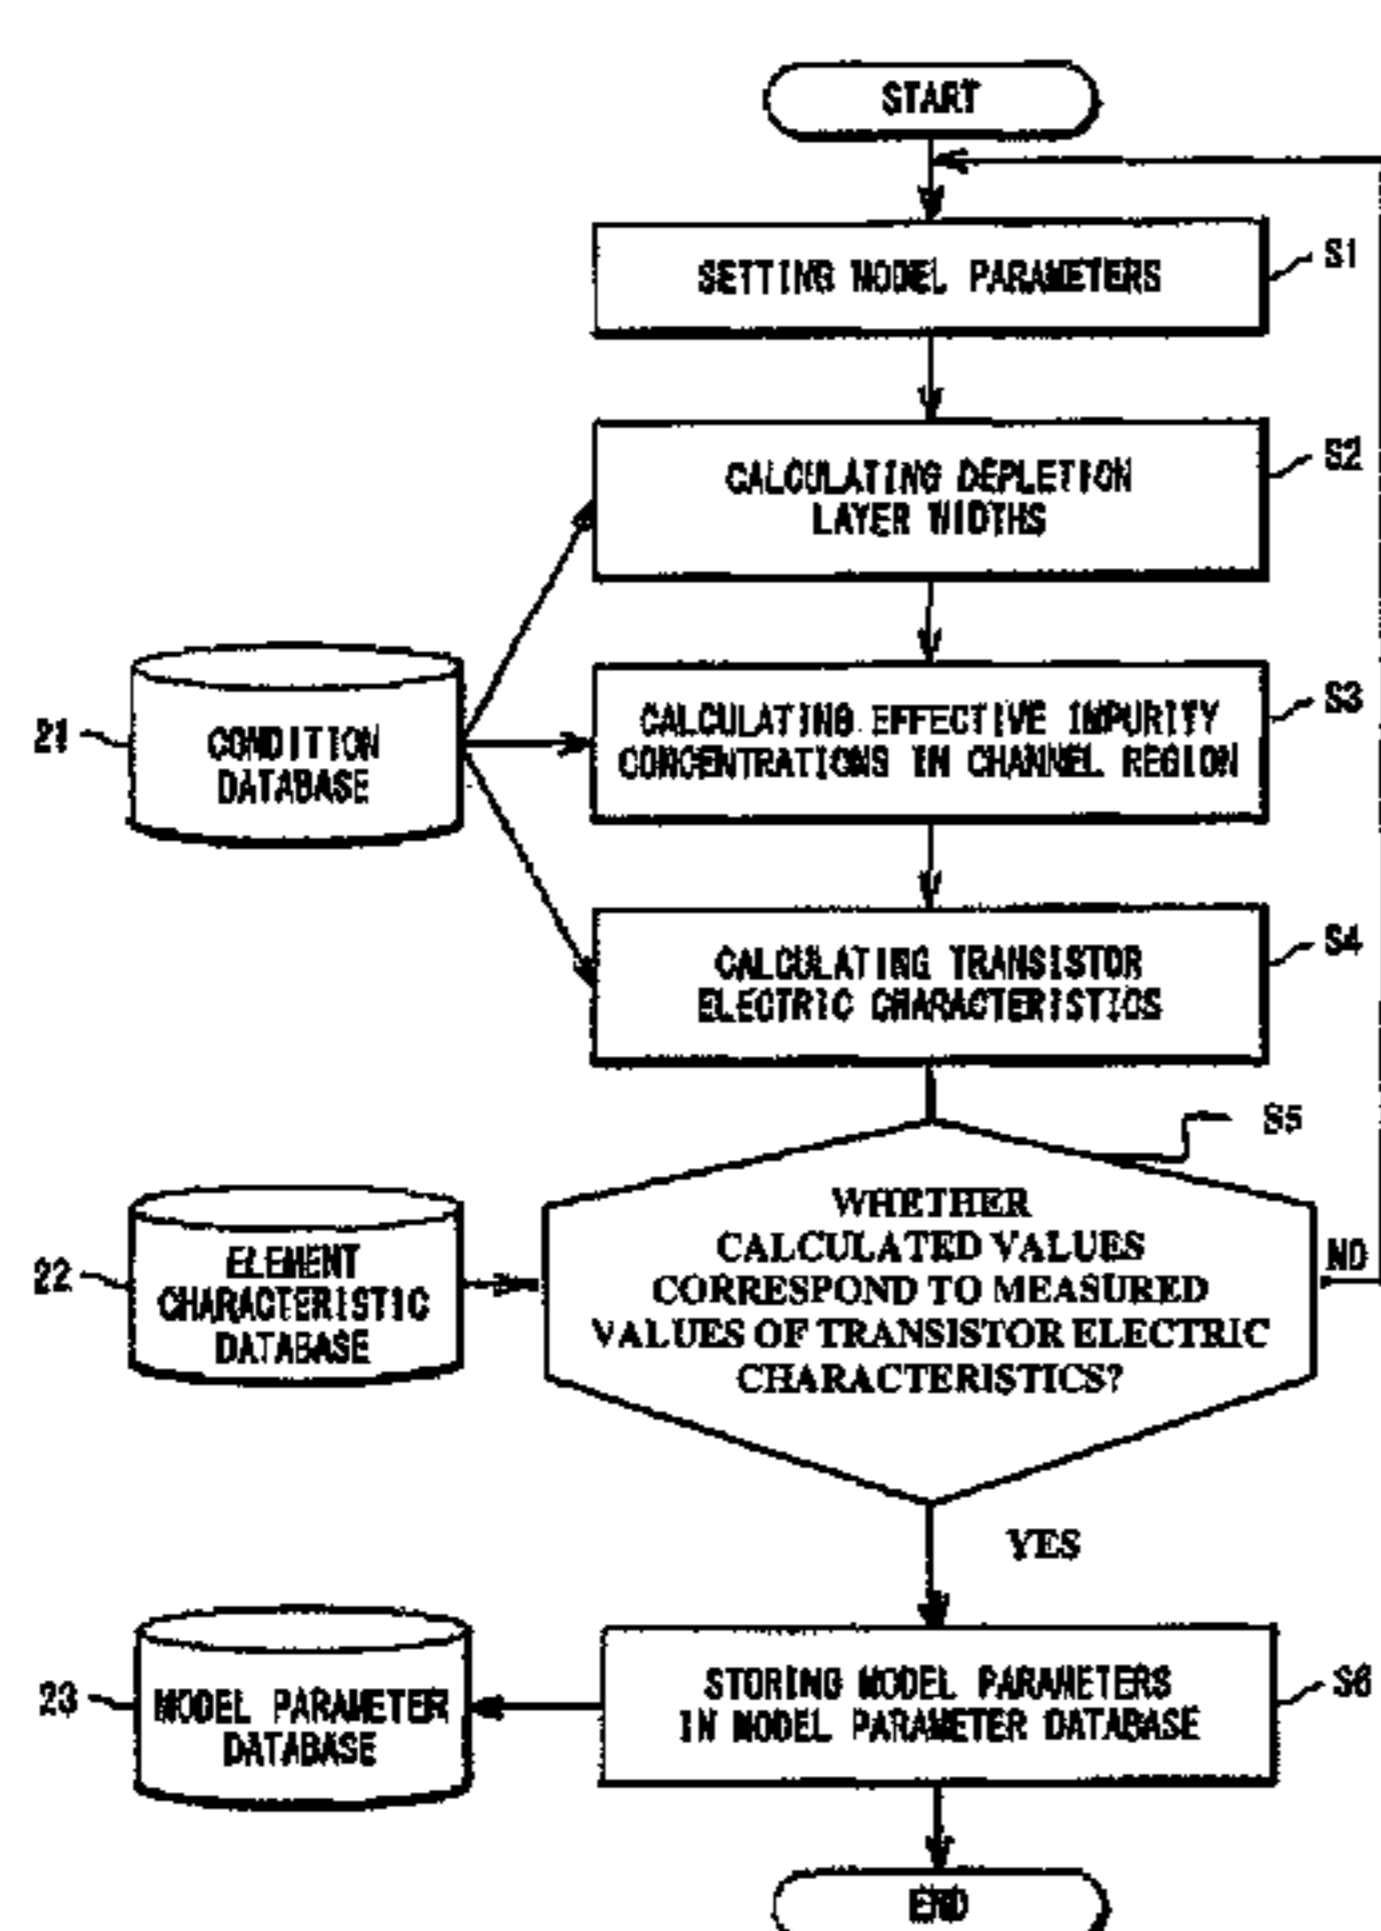 START
SETTING MODEL PARAMETERS
S1
CALCULATING DEPLETION
LAYER WIDTHS
S2
21
CONDITION
DATABASE
CALCULATING EFFECTIVE IMPURITY
CONCENTRATIONS IN CHANNEL REGION
S3
CALCULATING TRANSISTOR
ELECTRIC CHARACTERISTICS
S4
S5
22
ELEMENT
CHARACTERISTIC
DATABASE
WHETHER
CALCULATED VALUES
CORRESPOND TO MEASURED
VALUES OF TRANSISTOR ELECTRIC
CHARACTERISTICS?
NO
YES
23
MODEL PARAMETER
DATABASE
STORING MODEL PARAMETERS
IN MODEL PARAMETER DATABASE
S6
END